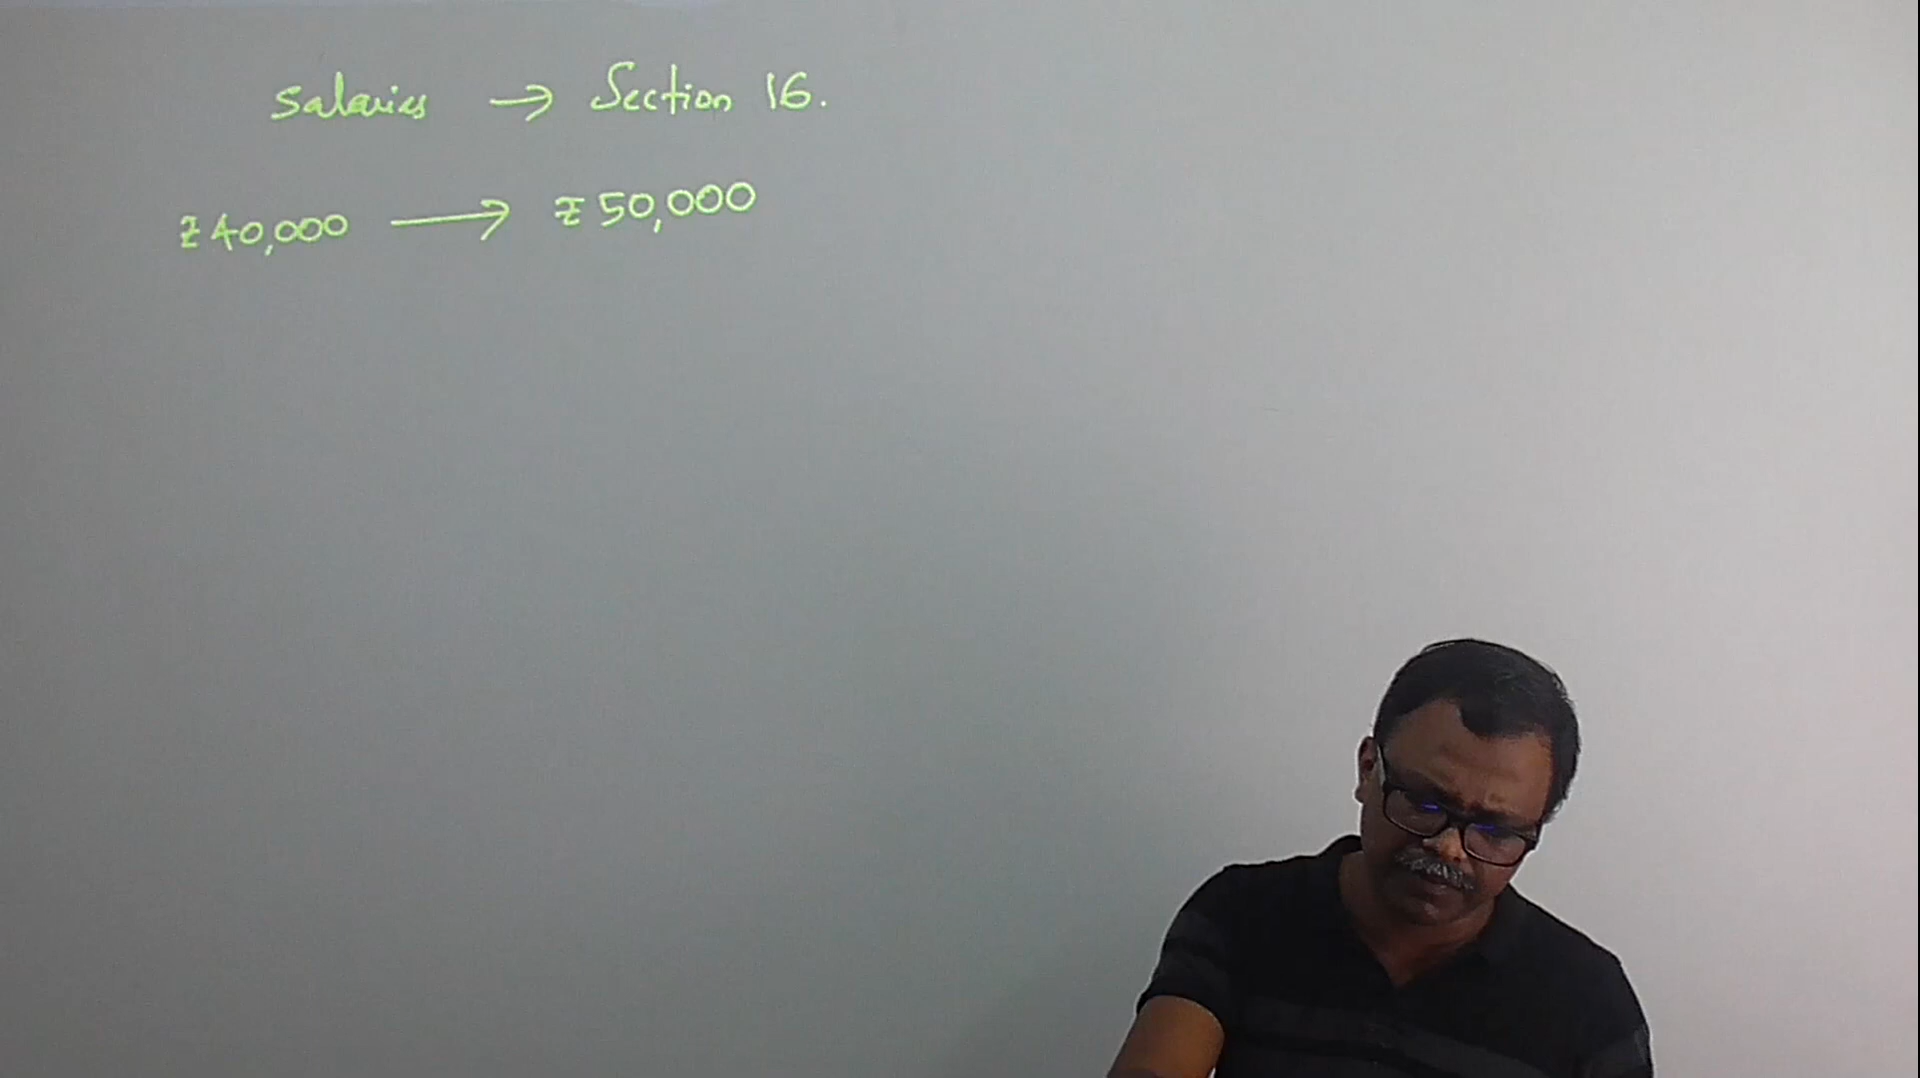 Salaries → Section 16.
₹40,000 → ₹50,000